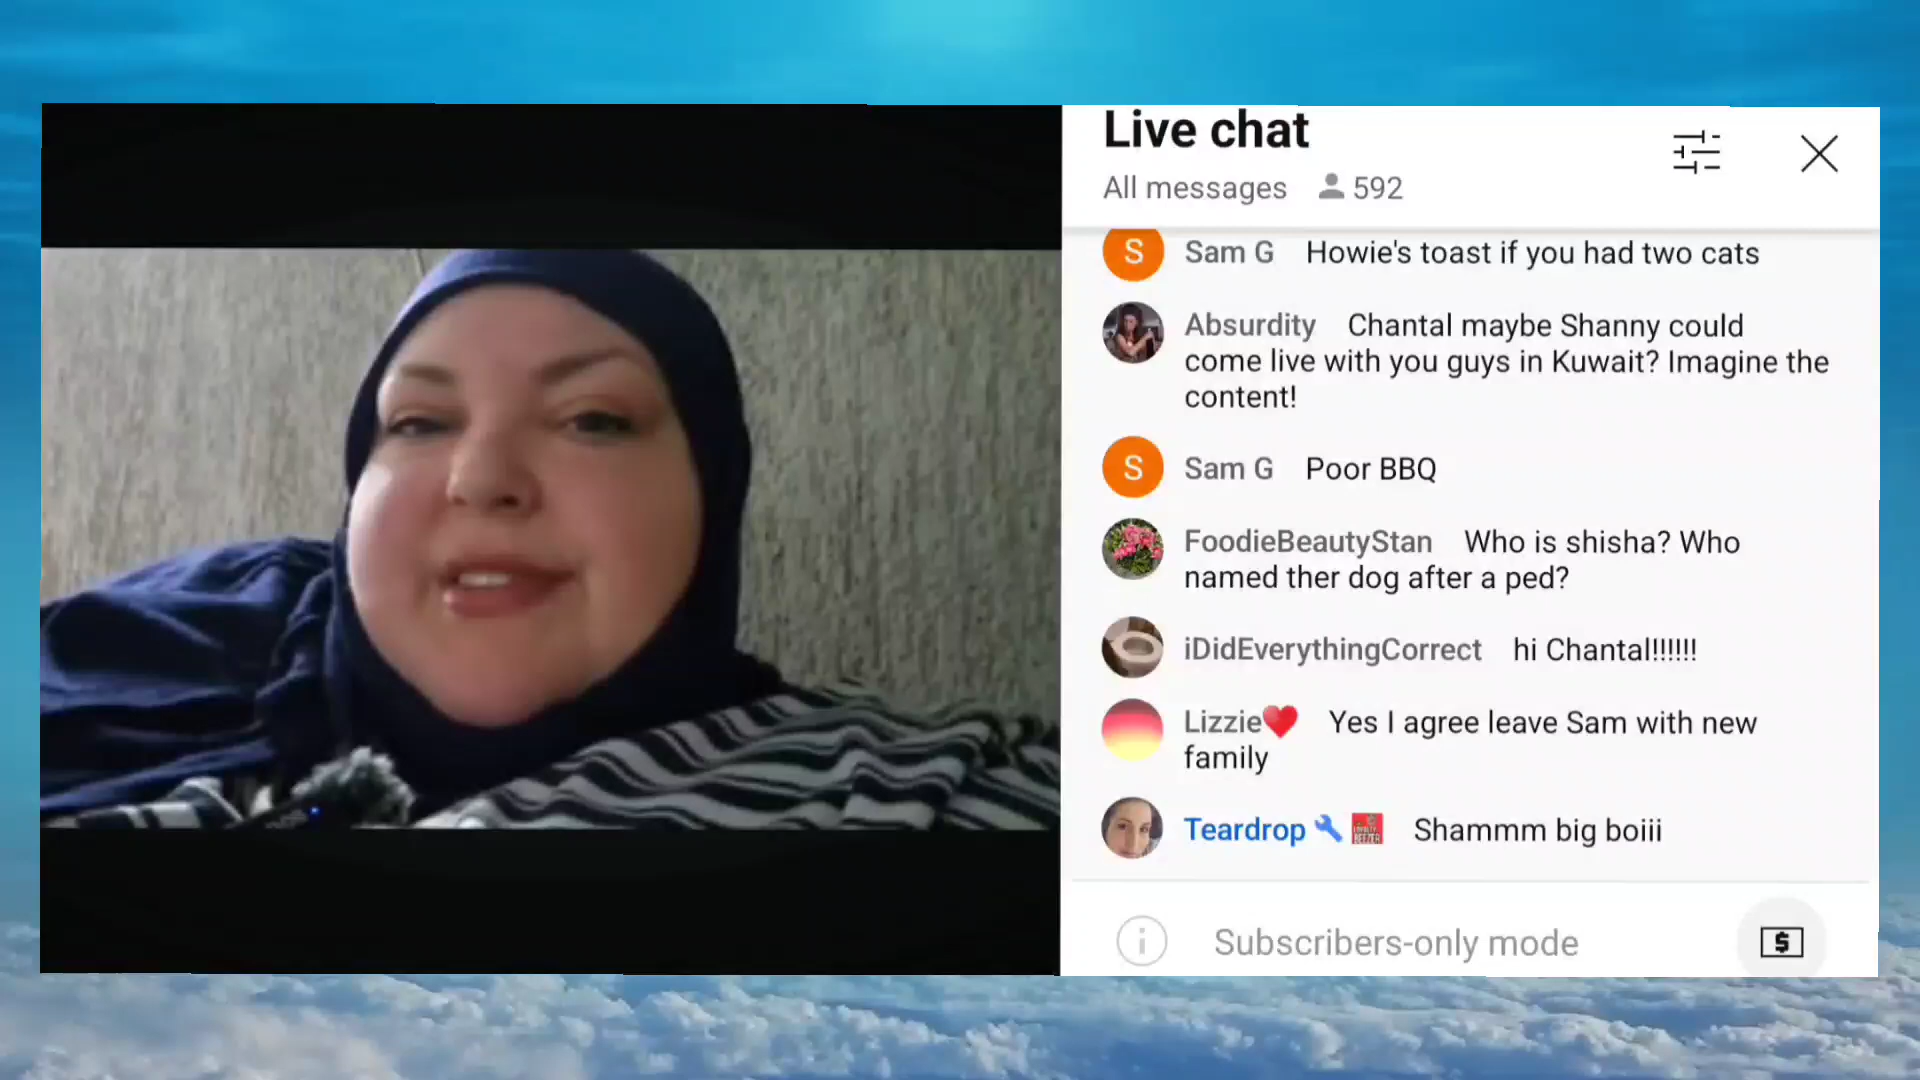 Live chat
All messages 592
S Sam G Howie's toast if you had two cats
Absurdity Chantal maybe Shanny could
come live with you guys in Kuwait? Imagine the
content!
S Sam G Poor BBQ
FoodieBeautyStan Who is shisha? Who
named ther dog after a ped?
iDidEverythingCorrect hi Chantal!!!!!!
Lizzie Yes I agree leave Sam with new
family
Teardrop Shammm big boiii
Subscribers-only mode